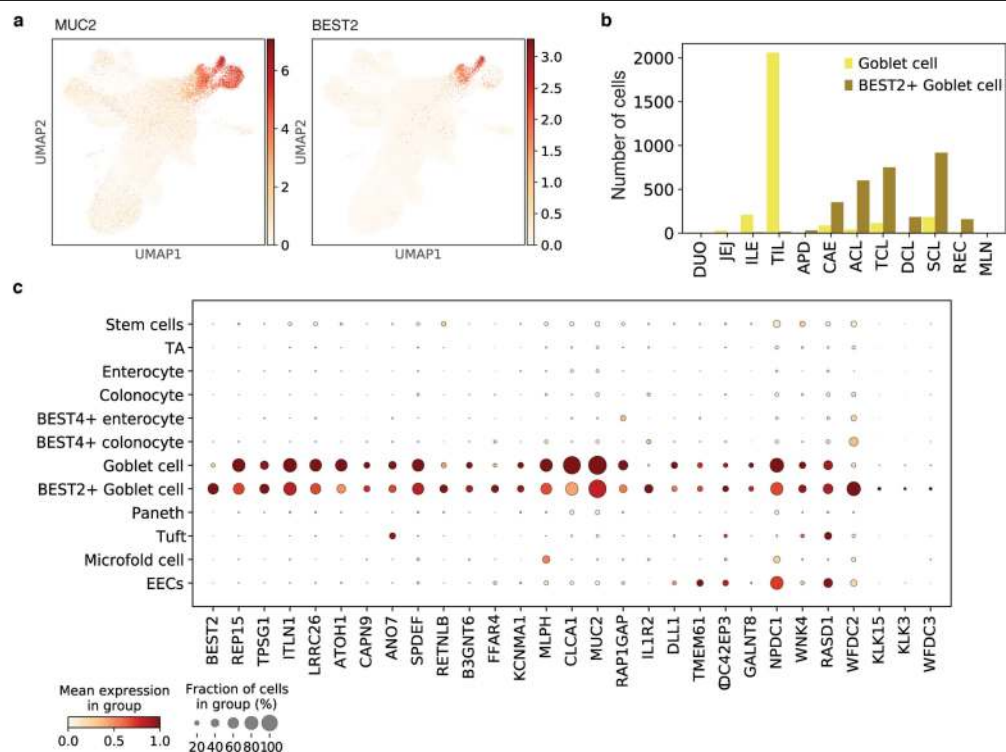 a
MUC2
BEST2
UMAP2
UMAP1
6
4
2
0
UMAP2
UMAP1
3.0
2.5
2.0
1.5
1.0
0.5
0.0
b
Number of cells
2000
1500
1000
500
0
Goblet cell
BEST2+ Goblet cell
DUO
JEJ
ILE
TIL
APD
CAE
ACL
TCL
DCL
SCL
REC
MLN
c
Stem cells
TA
Enterocyte
Colonocyte
BEST4+ enterocyte
BEST4+ colonocyte
Goblet cell
BEST2+ Goblet cell
Paneth
Tuft
Microfold cell
EECs
BEST2
REP15
TPSG1
ITLN1
LRRC26
ATOH1
CAPN9
ANO7
SPDEF
RETNLB
B3GNT6
FFAR4
KCNMA1
MLPH
CLCA1
MUC2
RAP1GAP
IL1R2
DLL1
TMEM61
CDC42EP3
GALNT8
NPDC1
WNK4
RASD1
WFDC2
KLK15
KLK3
WFDC3
Mean expression
in group
0.0 0.5 1.0
Fraction of cells
in group (%)
20 40 60 80 100